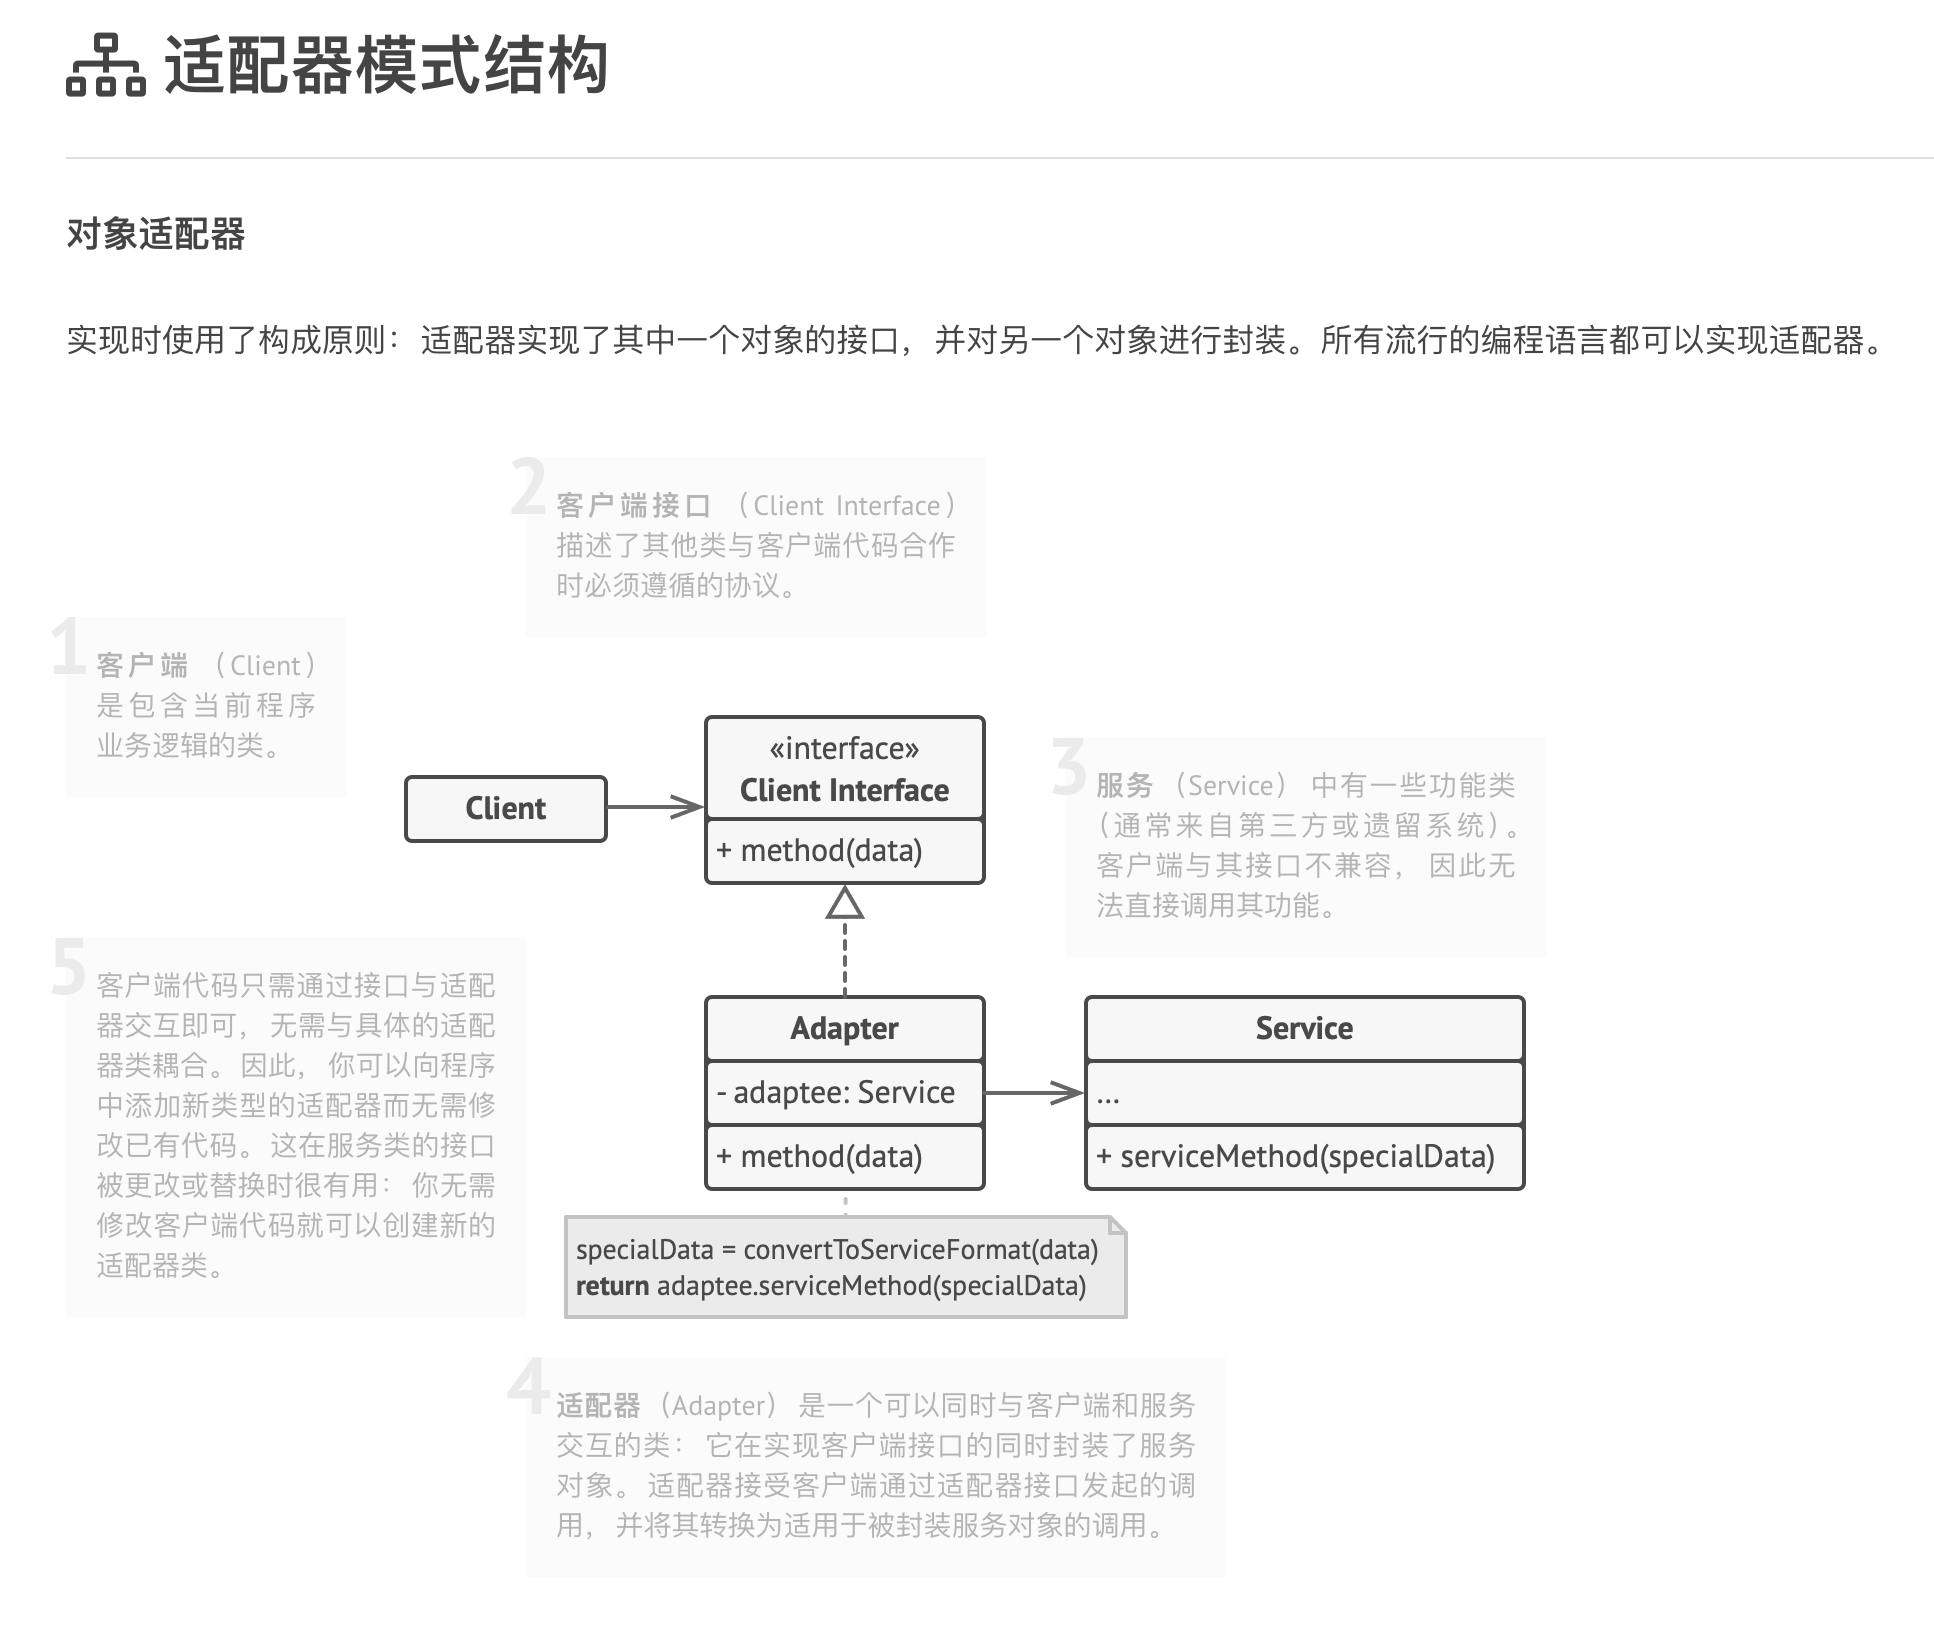 适配器模式结构
对象适配器
实现时使用了构成原则： 适配器实现了其中一个对象的接口， 并对另一个对象进行封装。 所有流行的编程语言都可以实现适配器。
2
客户端接口 （Client Interface）
描述了其他类与客户端代码合作
时必须遵循的协议。
1
客户端 （Client）
是包含当前程序
业务逻辑的类。
«interface»
Client Interface
+ method(data)
Client
3
服务 （Service） 中有一些功能类
（通常来自第三方或遗留系统）。
客户端与其接口不兼容， 因此无
法直接调用其功能。
5
客户端代码只需通过接口与适配
器交互即可， 无需与具体的适配
器类耦合。 因此， 你可以向程序
中添加新类型的适配器而无需修
改已有代码。 这在服务类的接口
被更改或替换时很有用： 你无需
修改客户端代码就可以创建新的
适配器类。
Adapter
- adaptee: Service
+ method(data)
Service
...
+ serviceMethod(specialData)
specialData = convertToServiceFormat(data)
return adaptee.serviceMethod(specialData)
4
适配器 （Adapter） 是一个可以同时与客户端和服务
交互的类： 它在实现客户端接口的同时封装了服务
对象。 适配器接受客户端通过适配器接口发起的调
用， 并将其转换为适用于被封装服务对象的调用。